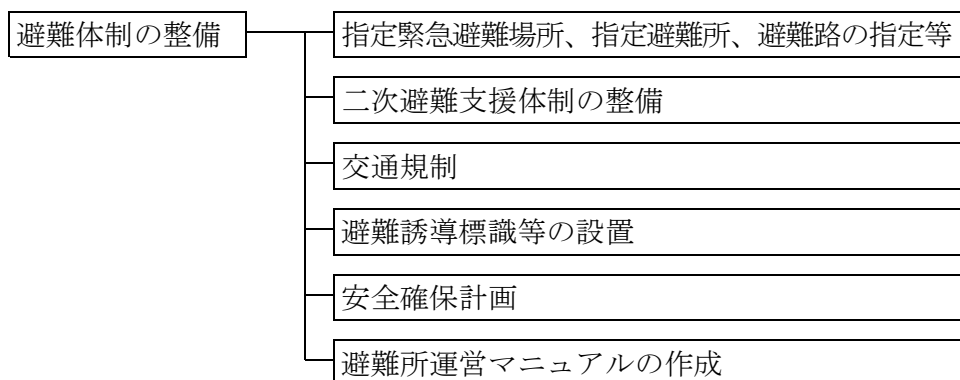 避難体制の整備
指定緊急避難場所、指定避難所、避難路の指定等
二次避難支援体制の整備
交通規制
避難誘導標識等の設置
安全確保計画
避難所運営マニュアルの作成